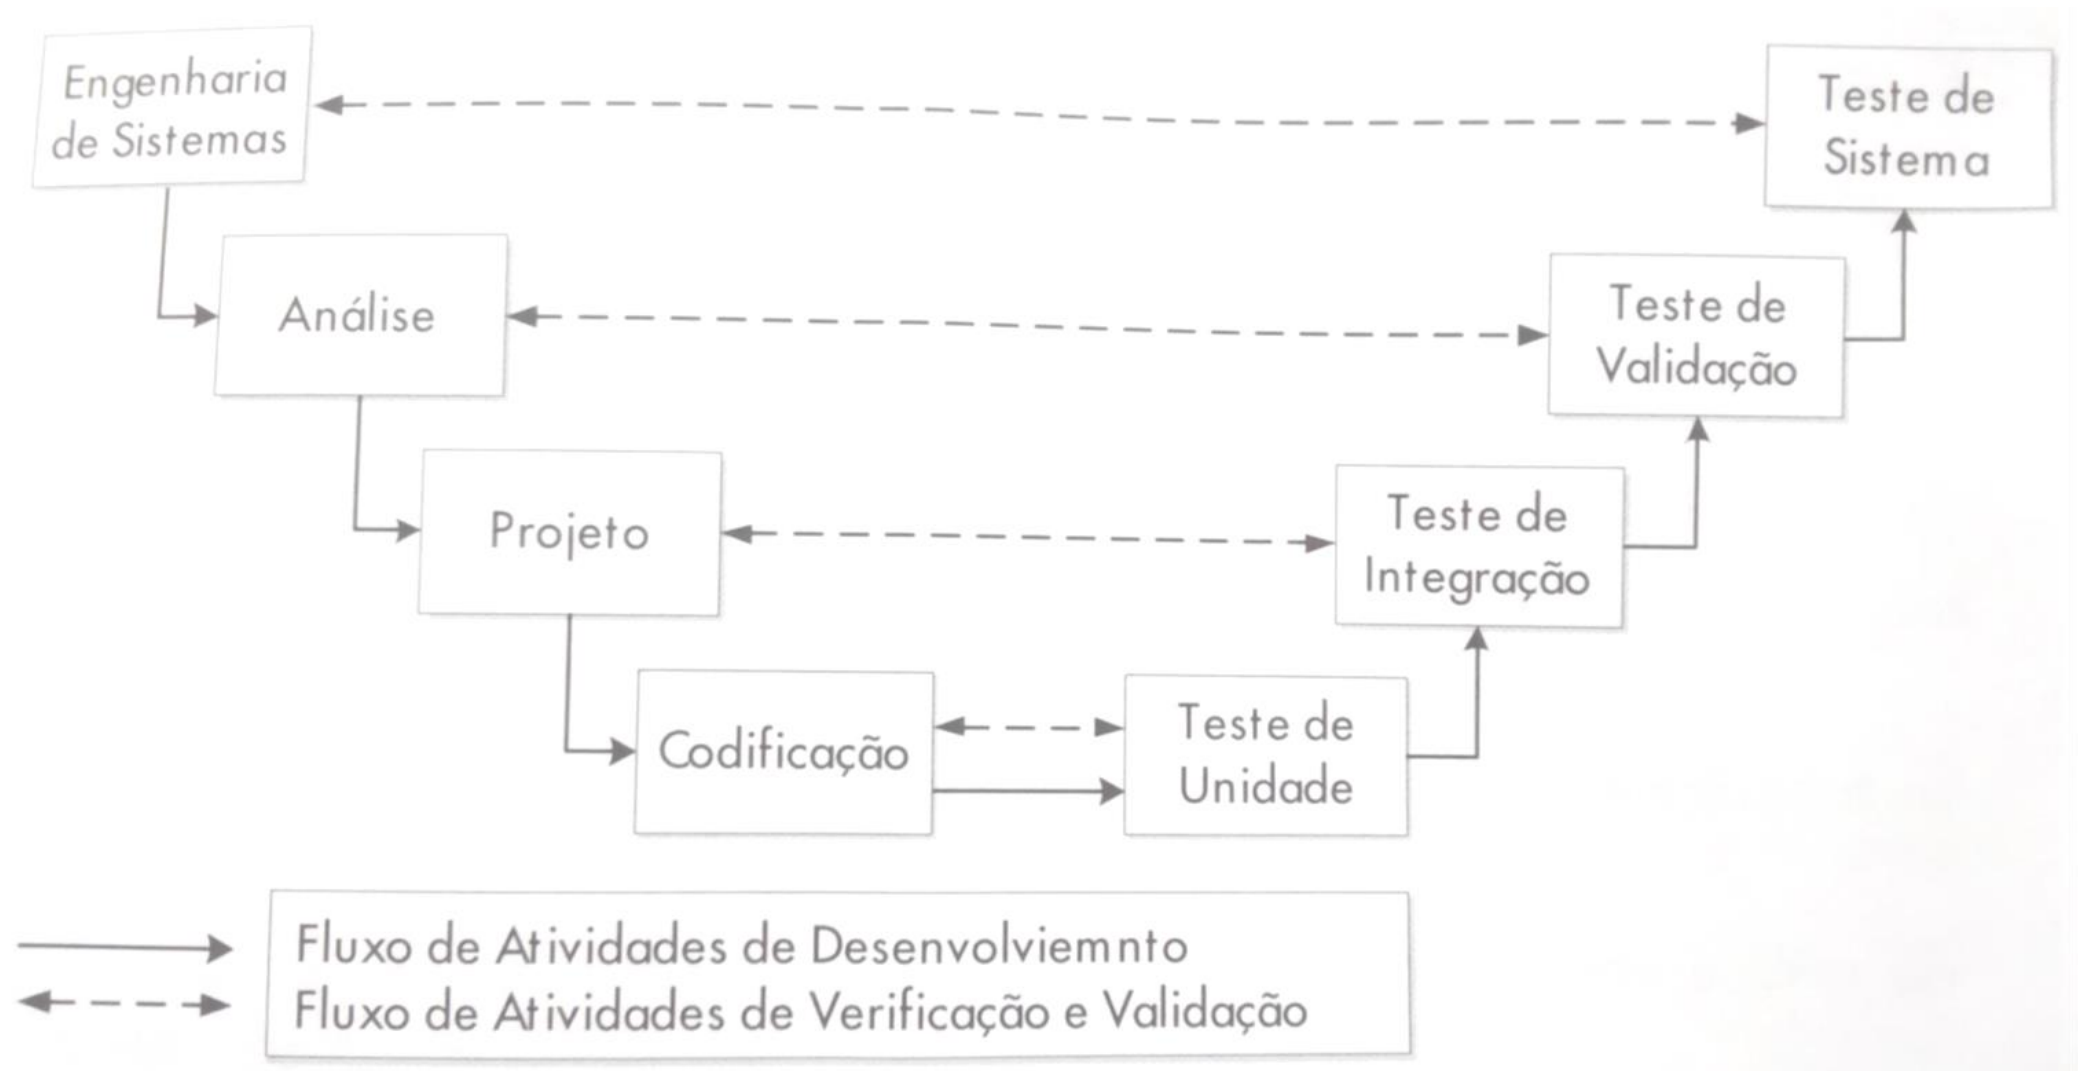 Engenharia
de Sistemas
Teste de
Sistema
Análise
Teste de
Validação
Projeto
Teste de
Integração
Codificação
Teste de
Unidade
Fluxo de Atividades de Desenvolviemnto
Fluxo de Atividades de Verificação e Validação